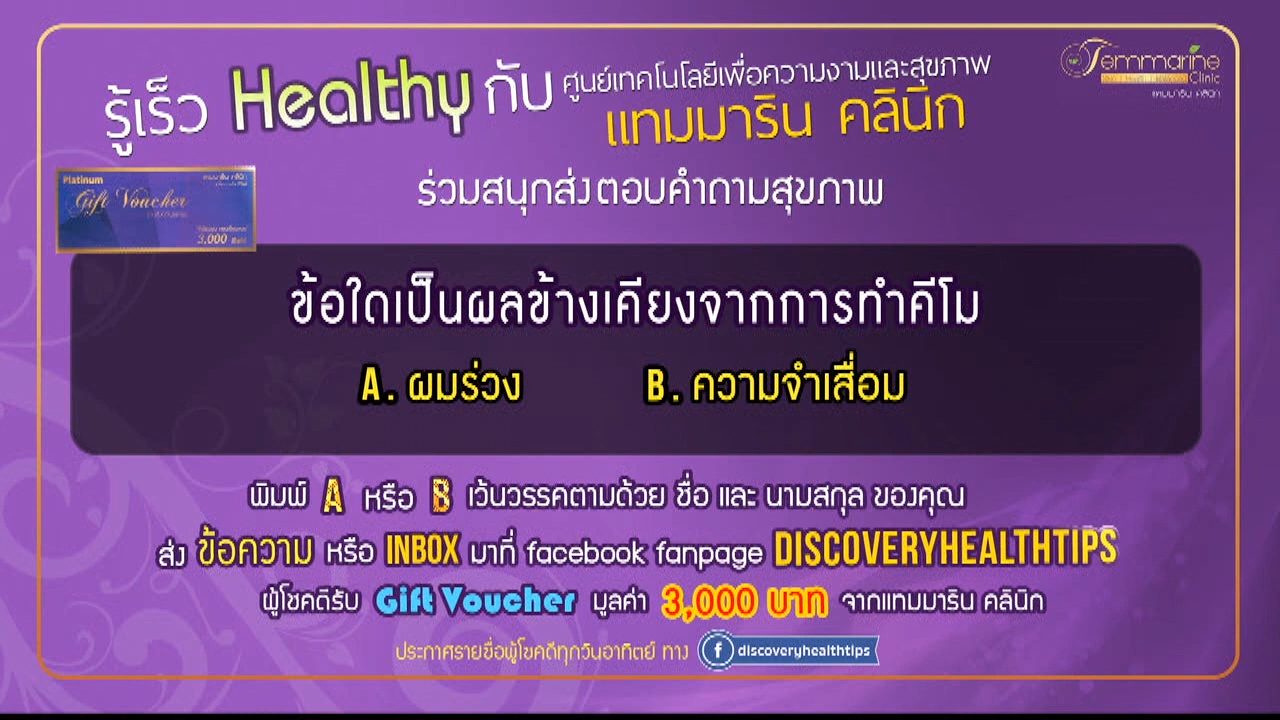 รู้เร็ว Healthy กับ ศูนย์เทคโนโลยีเพื่อความงามและสุขภาพ
แทมมาริน คลินิก
Temmarine
Clinic
แทมมาริน คลินิก
ร่วมสนุกส่งตอบคำถามสุขภาพ
Platinum
Gift Voucher
3,000
ข้อใดเป็นผลข้างเคียงจากการทำคีโม
A. ผมร่วง B. ความจำเสื่อม
พิมพ์ A หรือ B เว้นวรรคตามด้วย ชื่อ และ นามสกุล ของคุณ
ส่ง ข้อความ หรือ INBOX มาที่ facebook fanpage DISCOVERYHEALTHTIPS
ผู้โชคดีรับ Gift Voucher มูลค่า 3,000 บาท จากแทมมาริน คลินิก
ประกาศรายชื่อผู้โชคดีทุกวันอาทิตย์ ทาง f discoveryhealthtips